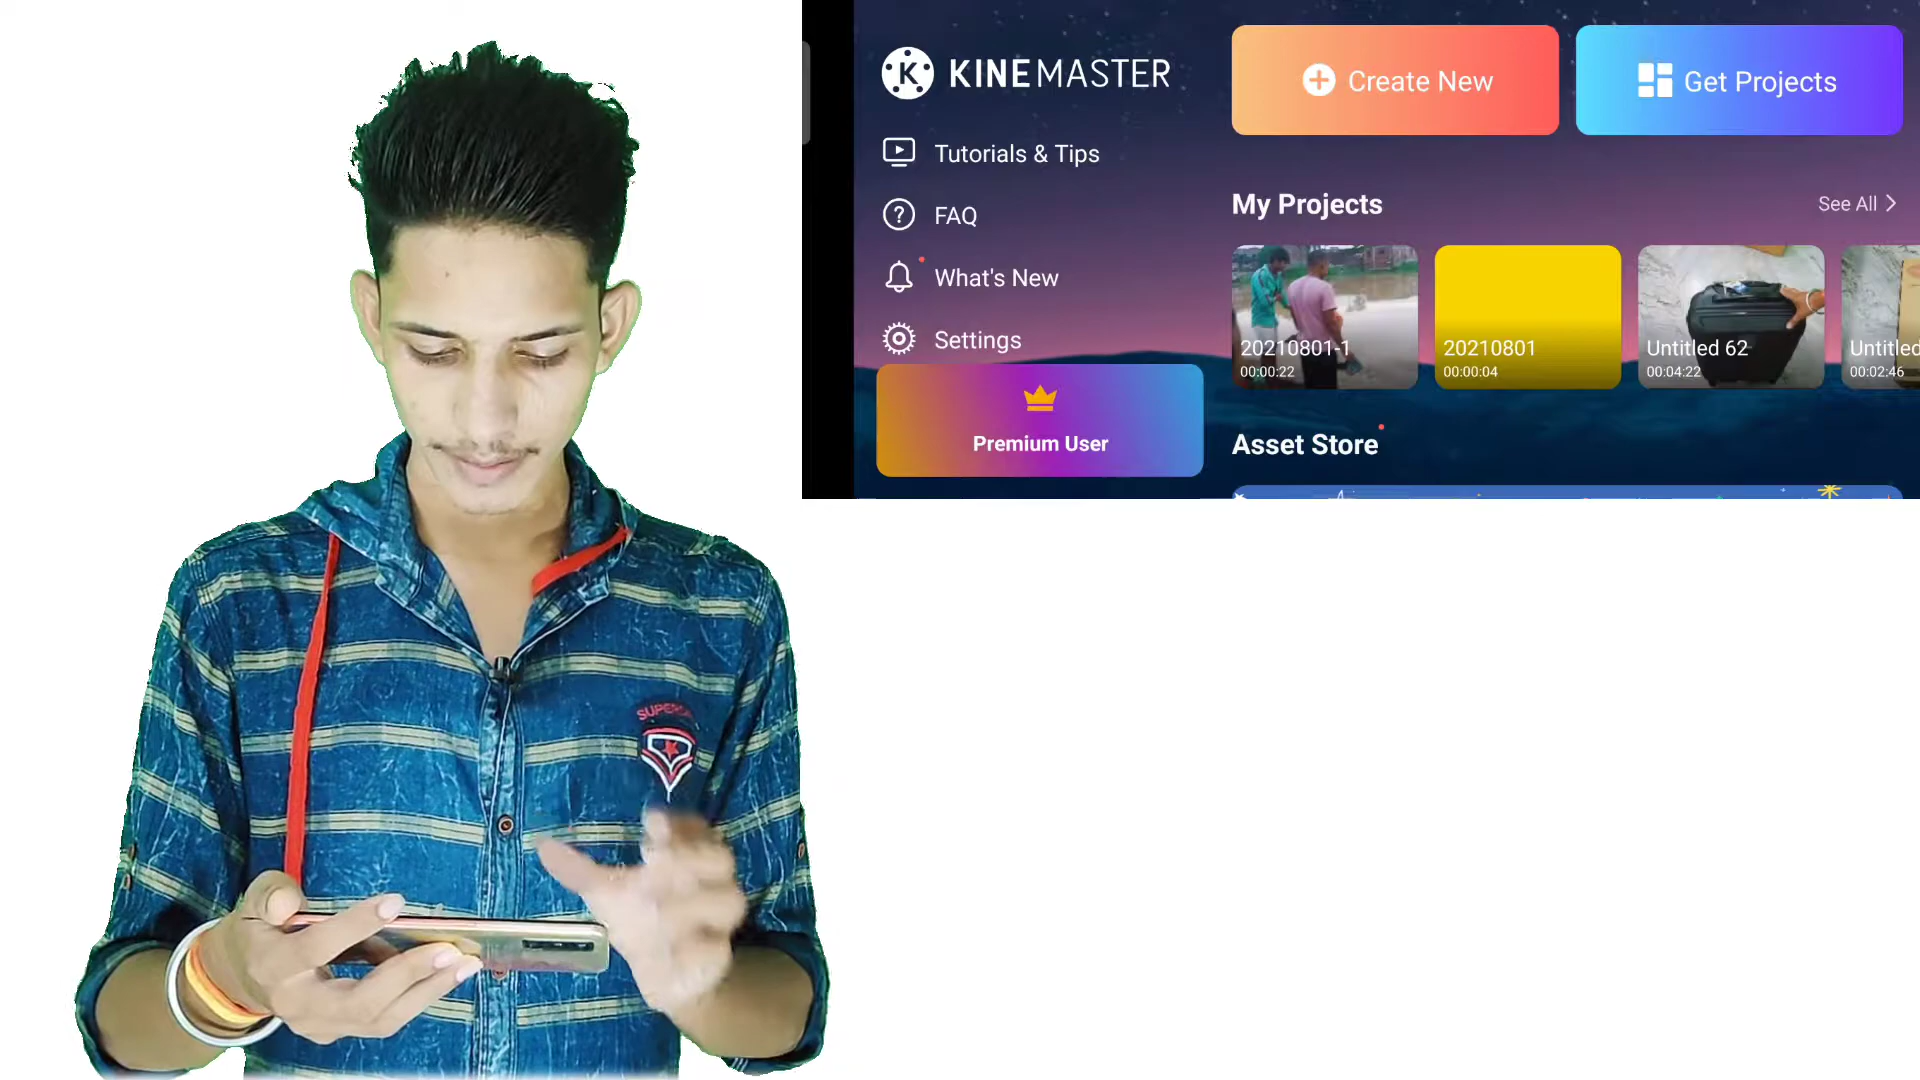 KINEMASTER
Tutorials & Tips
FAQ
What's New
Settings
Premium User
Create New
Get Projects
My Projects
See All
20210801-1
00:00:22
20210801
00:00:04
Untitled 62
00:04:22
Untitled
00:02:46
Asset Store